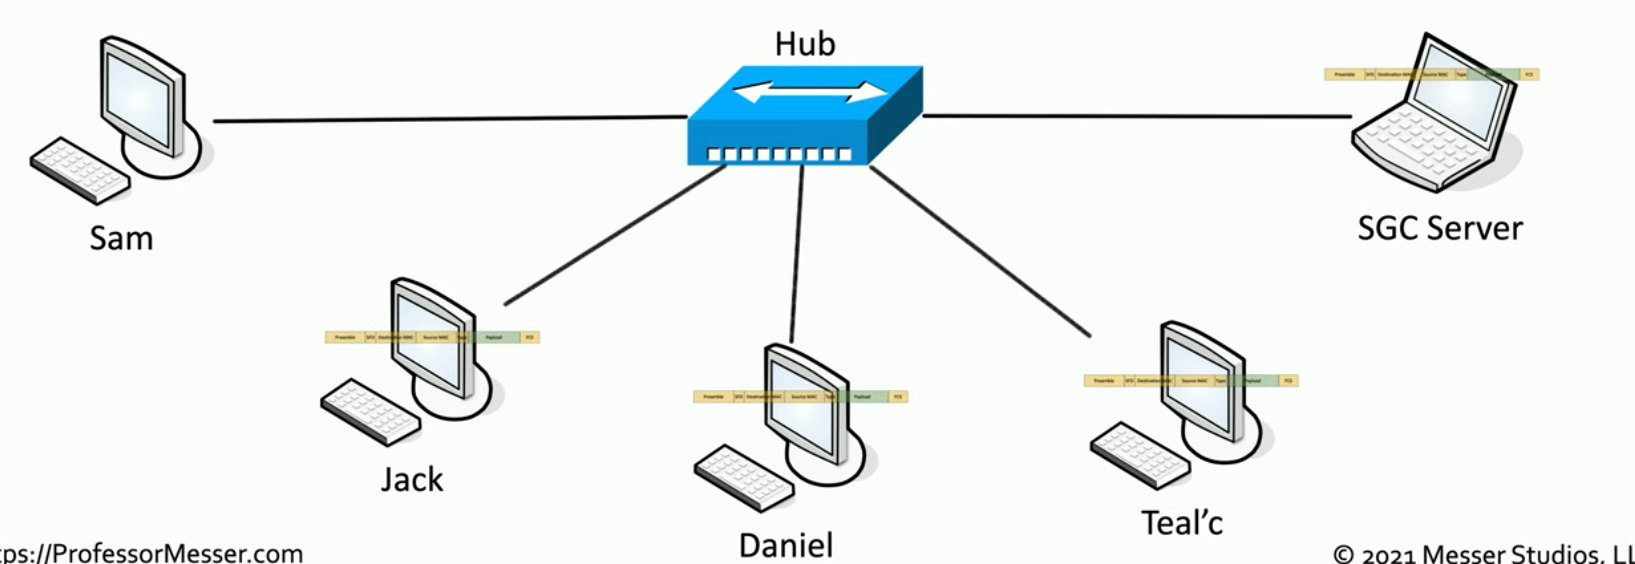 Hub
Sam
SGC Server
Jack
Daniel
Teal’c
Preamble SFD Destination MAC Source MAC Type FCS
Preamble SFD Destination MAC Source MAC Type Payload FCS
Preamble SFD Destination MAC Source MAC Type Payload FCS
Preamble SFD Destination MAC Source MAC Type Payload FCS
tps://ProfessorMesser.com
© 2021 Messer Studios, LL